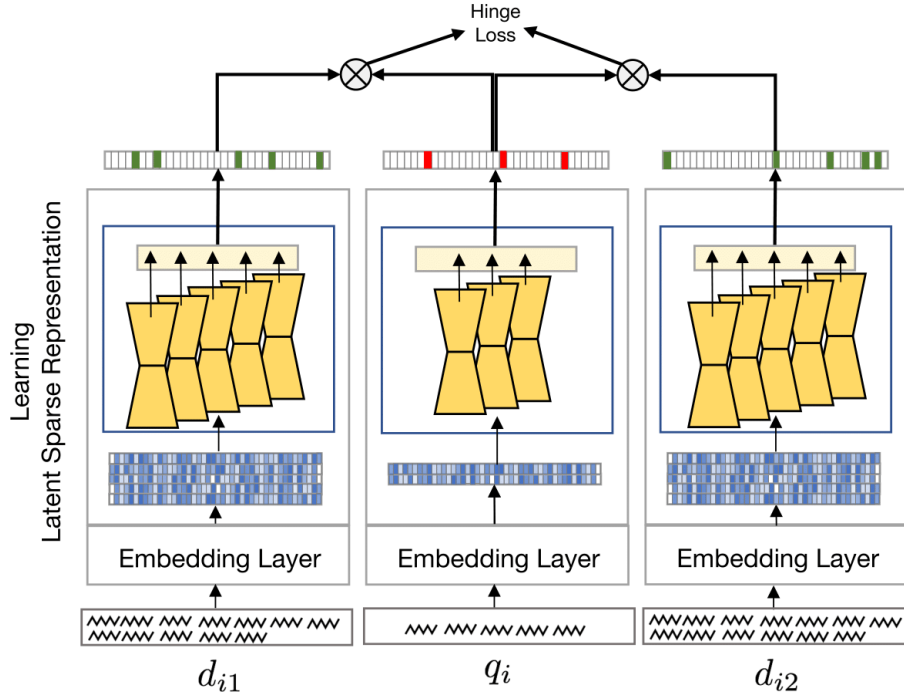 Hinge
Loss
Learning
Latent Sparse Representation
Embedding Layer
Embedding Layer
Embedding Layer
d_{i1}
q_i
d_{i2}